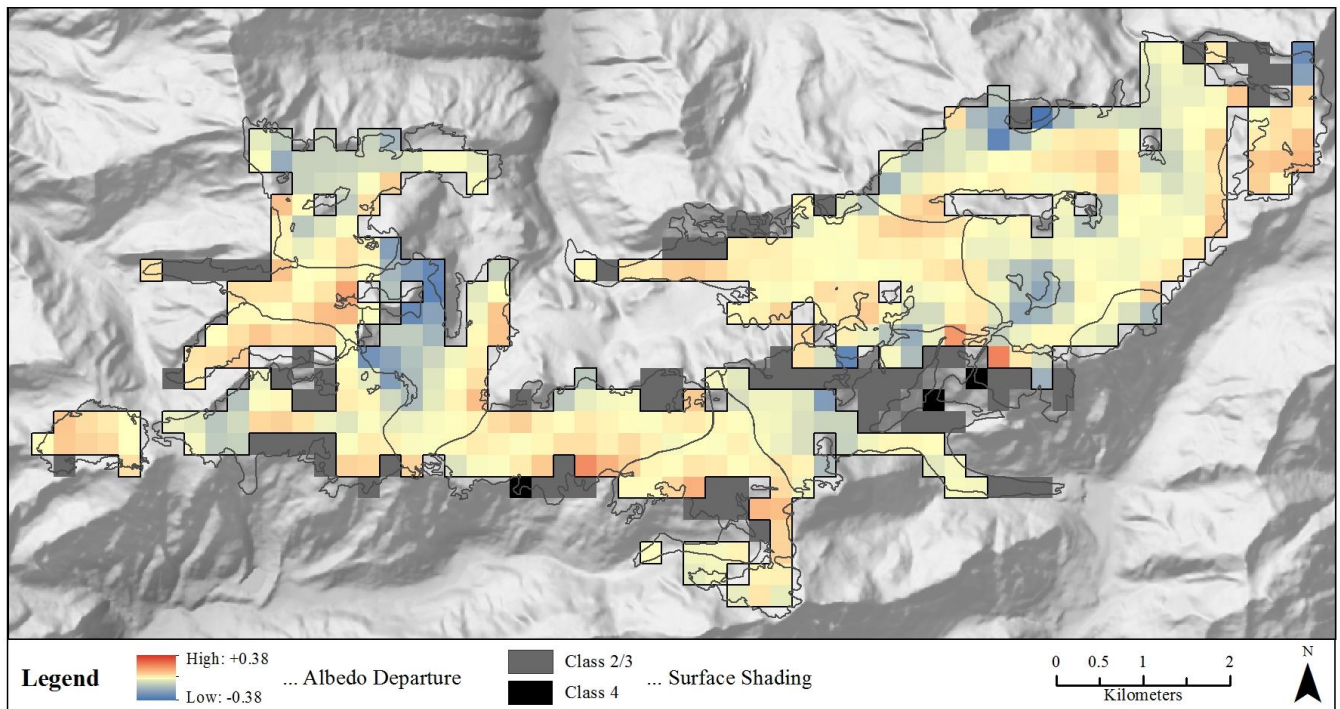 Legend
High: +0.38
Low: -0.38
... Albedo Departure
Class 2/3
Class 4
... Surface Shading
0 0.5 1 2
Kilometers
N